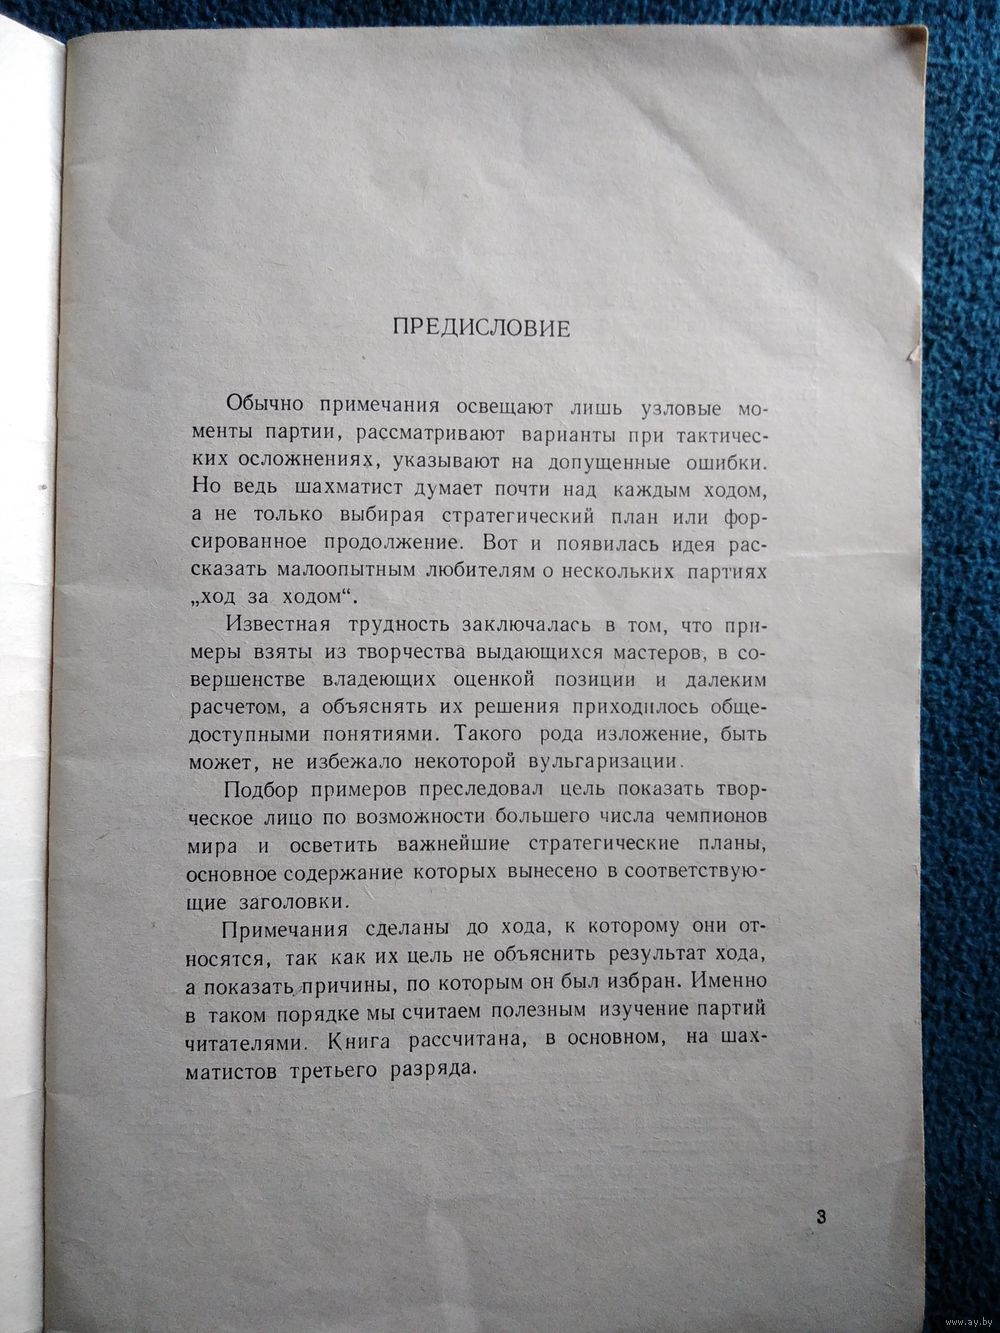 ПРЕДИСЛОВИЕ
Обычно примечания освещают лишь узловые мо-
менты партии, рассматривают варианты при тактичес-
ких осложнениях, указывают на допущенные ошибки.
Но ведь шахматист думает почти над каждым ходом,
а не только выбирая стратегический план или фор-
сированное продолжение. Вот и появилась идея рас-
сказать малоопытным любителям о нескольких партиях
„ход за ходом“.
Известная трудность заключалась в том, что при-
меры взяты из творчества выдающихся мастеров, в со-
вершенстве владеющих оценкой позиции и далеким
расчетом, а объяснять их решения приходилось обще-
доступными понятиями. Такого рода изложение, быть
может, не избежало некоторой вульгаризации.
Подбор примеров преследовал цель показать твор-
ческое лицо по возможности большего числа чемпионов
мира и осветить важнейшие стратегические планы,
основное содержание которых вынесено в соответствую-
щие заголовки.
Примечания сделаны до хода, к которому они от-
носятся, так как их цель не объяснить результат хода,
а показать причины, по которым он был избран. Именно
в таком порядке мы считаем полезным изучение партий
читателями. Книга рассчитана, в основном, на шах-
матистов третьего разряда.
3
www.ay.by